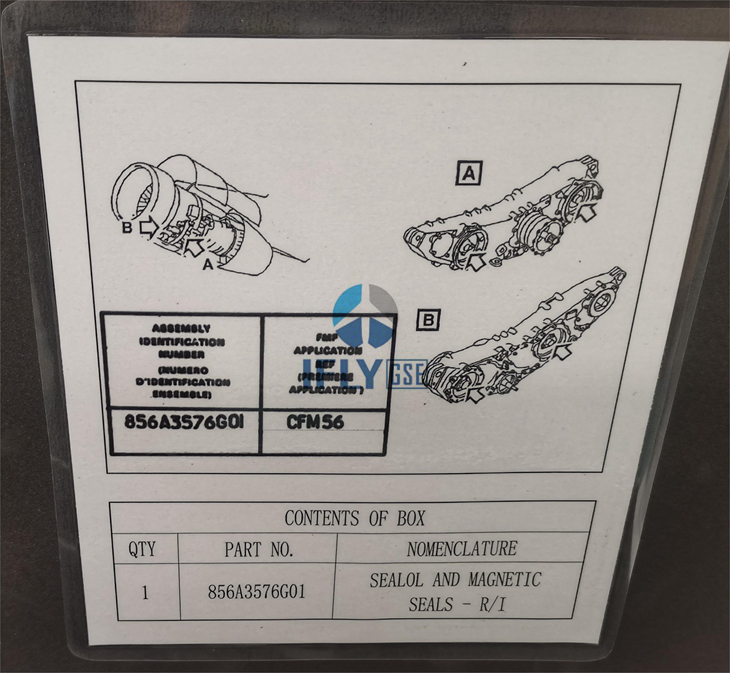 A
B
A
B
ASSEMBLY
IDENTIFICATION
NUMBER
(NUMERO
D'IDENTIFICATION
ENSEMBLE)
FMF
APPLICATION
REF
(PREMIERE
APPLICATION)
856A3576G01
CFM56
LILYGSE
CONTENTS OF BOX
QTY PART NO. NOMENCLATURE
1 856A3576G01 SEALOL AND MAGNETIC
SEALS - R/I